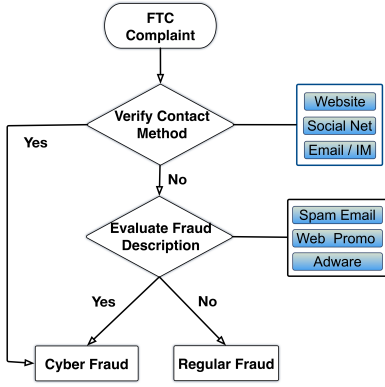 FTC
Complaint
Verify Contact
Method
Website
Social Net
Email / IM
Yes
No
Evaluate Fraud
Description
Spam Email
Web Promo
Adware
Yes
No
Cyber Fraud
Regular Fraud